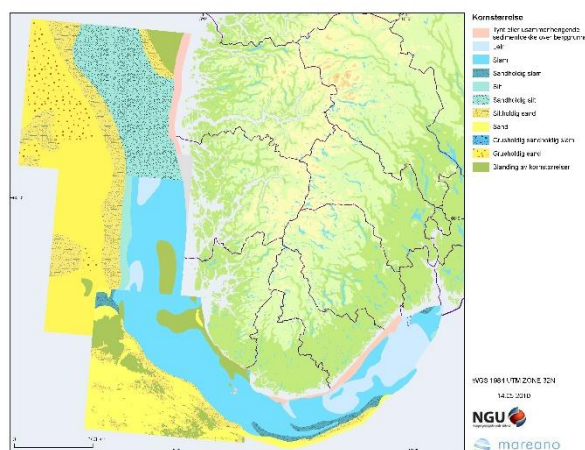 Kornstørrelse
Tynt eller usammenhengende
sedimentdekke over berggrunn
Leir
Slam
Sandholdig slam
Silt
Sandholdig silt
Siltholdig sand
Sand
Grusholdig sandholdig slam
Grusholdig sand
Blanding av kornstørrelser
WGS 1984 UTM ZONE 32N
14.05.2010
NGU
mareano